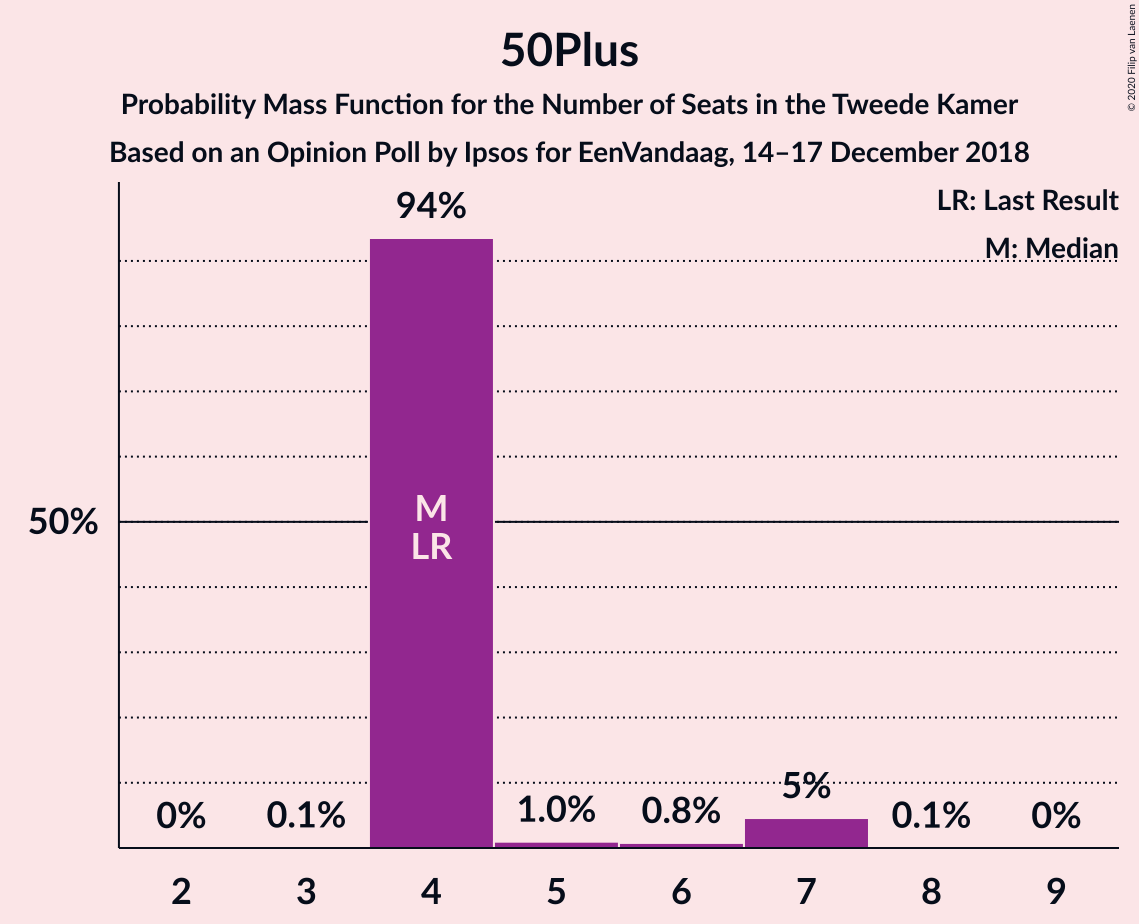 50Plus
Probability Mass Function for the Number of Seats in the Tweede Kamer
Based on an Opinion Poll by Ipsos for EenVandaag, 14–17 December 2018
© 2020 Filip van Laenen
LR: Last Result
M: Median
94%
50%
M
LR
0%
0.1%
1.0%
0.8%
5%
0.1%
0%
2 3 4 5 6 7 8 9